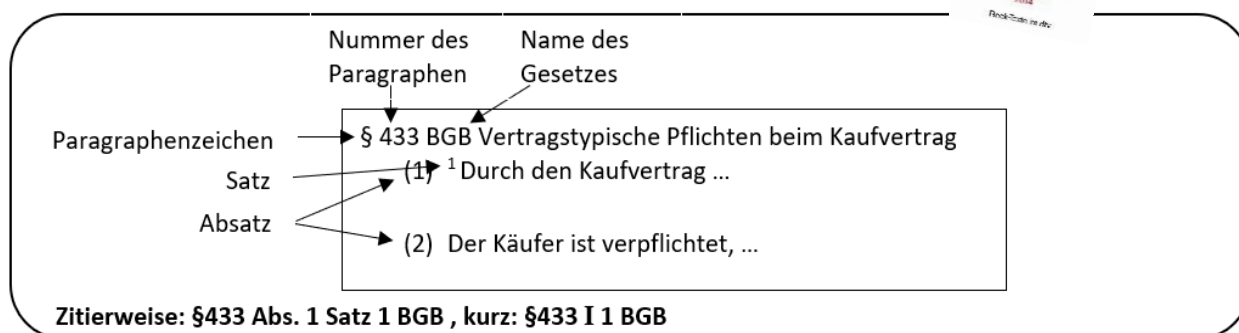 Nummer des Name des
Paragraphen Gesetzes
Paragraphenzeichen § 433 BGB Vertragstypische Pflichten beim Kaufvertrag
Satz (1) ¹ Durch den Kaufvertrag ...
Absatz
(2) Der Käufer ist verpflichtet, ...
Zitierweise: §433 Abs. 1 Satz 1 BGB , kurz: §433 I 1 BGB